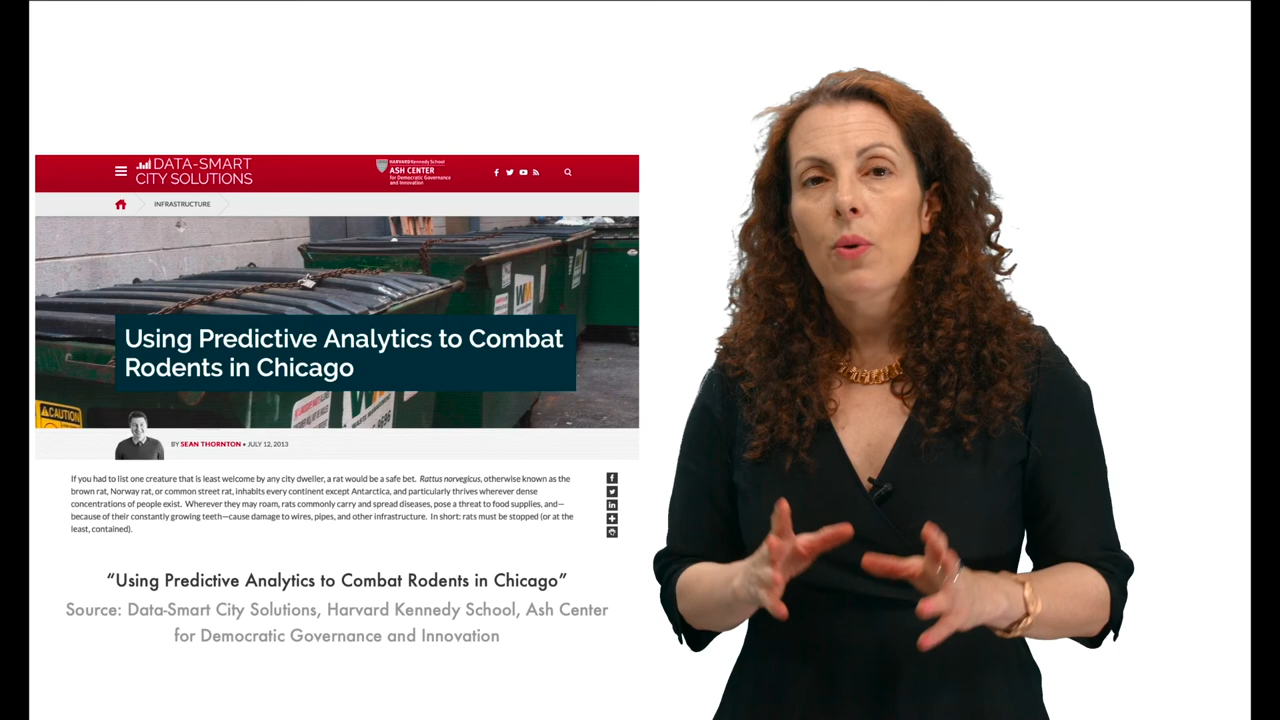 DATA-SMART
CITY SOLUTIONS
HARVARD Kennedy School
ASH CENTER
for Democratic Governance
and Innovation
INFRASTRUCTURE
Using Predictive Analytics to Combat
Rodents in Chicago
CAUTION
WM
BY SEAN THORNTON • JULY 12, 2013
If you had to list one creature that is least welcome by any city dweller, a rat would be a safe bet. Rattus norvegicus, otherwise known as the
brown rat, Norway rat, or common street rat, inhabits every continent except Antarctica, and particularly thrives wherever dense
concentrations of people exist. Wherever they may roam, rats commonly carry and spread diseases, pose a threat to food supplies, and—
because of their constantly growing teeth—cause damage to wires, pipes, and other infrastructure. In short: rats must be stopped (or at the
least, contained).
“Using Predictive Analytics to Combat Rodents in Chicago”
Source: Data-Smart City Solutions, Harvard Kennedy School, Ash Center
for Democratic Governance and Innovation